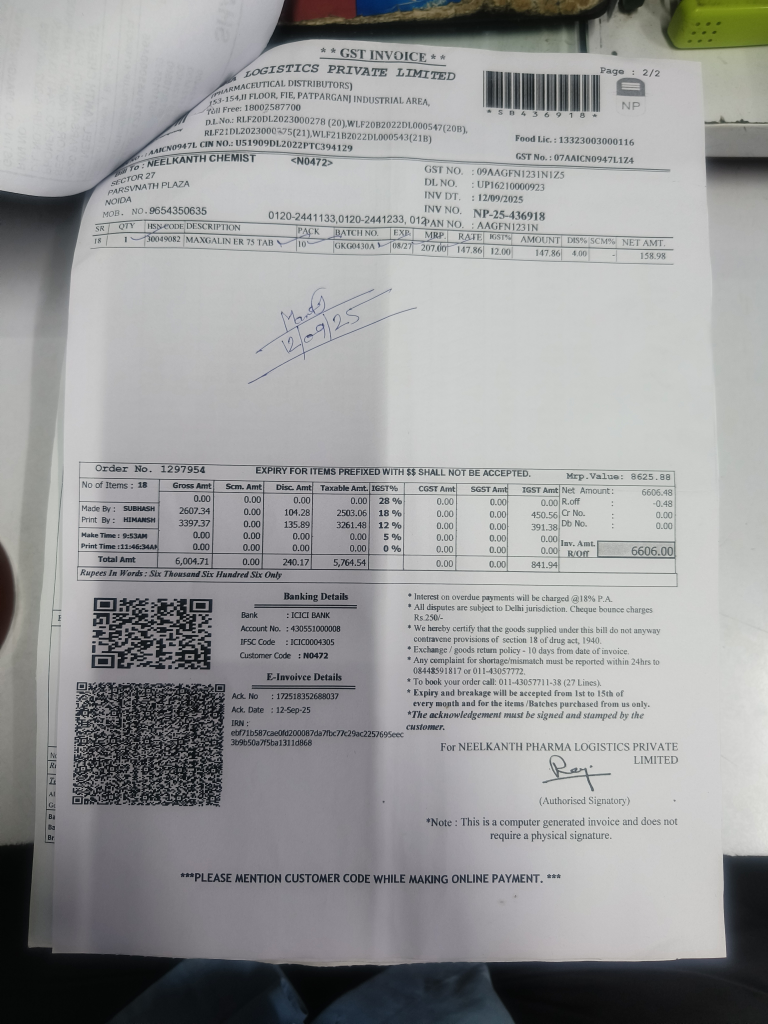 * * GST INVOICE * *
LOGISTICS PRIVATE LIMITED
Page : 2/2
(PHARMACEUTICAL DISTRIBUTORS)
153-154,II FLOOR, FIE, PATPARGANJ INDUSTRIAL AREA,
Toll Free: 18002587700
D.L.No.: RLF20DL2023000278 (20),WLF20B2022DL000547(20B),
RLF21DL2023000275(21),WLF21B2022DL000543(21B)
AAICN0947L CIN NO.: U51909DL2022PTC394129
*SB436918*
NP
Food Lic. : 13323003000116
GST No. : 07AAICN0947L1Z4
Bill To : NEELKANTH CHEMIST <N0472>
SECTOR 27
PARSVNATH PLAZA
NOIDA
MOB. NO.9654350635
0120-2441133,0120-2441233, 012
GST NO. : 09AAGFN1231N1Z5
DL NO. : UP16210000923
INV DT. : 12/09/2025
INV NO. NP-25-436918
PAN NO. : AAGFN1231N
SR QTY HSN-CODE DESCRIPTION PACK BATCH NO. EXP. MRP. RATE IGST% AMOUNT DIS% SCM% NET AMT.
18 1 30049082 MAXGALIN ER 75 TAB 10 GKG0430A 08/27 207.00 147.86 12.00 147.86 4.00 - 158.98
12/09/25
Order No. 1297954 EXPIRY FOR ITEMS PREFIXED WITH $$ SHALL NOT BE ACCEPTED. Mrp.Value: 8625.88
No of Items : 18 Gross Amt Scm. Amt Disc. Amt Taxable Amt. IGST% CGST Amt SGST Amt IGST Amt Net Amount: 6606.48
0.00 0.00 0.00 0.00 28 % 0.00 0.00 0.00 R.off : -0.48
Made By : SUBHASH 2607.34 0.00 104.28 2503.06 18 % 0.00 0.00 450.56 Cr No. : 0.00
Print By : HIMANSH 3397.37 0.00 135.89 3261.48 12 % 0.00 0.00 391.38 Db No. : 0.00
Make Time : 9:53AM 0.00 0.00 0.00 0.00 5 % 0.00 0.00 0.00
Print Time :11:46:34AM 0.00 0.00 0.00 0.00 0 % 0.00 0.00 0.00 Inv. Amt. R/Off 6606.00
Total Amt 6,004.71 0.00 240.17 5,764.54 0.00 0.00 841.94
Rupees In Words : Six Thousand Six Hundred Six Only
Banking Details
Bank : ICICI BANK
Account No. : 430551000008
IFSC Code : ICIC0004305
Customer Code : N0472
E-Invoivce Details
Ack. No : 172518352688037
Ack. Date : 12-Sep-25
IRN :
ebf71b587cae0fd200087da7fbc77c29ac2257695eec
3b9b50a7f5ba1311d868
* Interest on overdue payments will be charged @18% P.A.
* All disputes are subject to Delhi jurisdiction. Cheque bounce charges
Rs.250/-
* We hereby certify that the goods supplied under this bill do not anyway
contravene provisions of section 18 of drug act, 1940.
* Exchange / goods return policy - 10 days from date of invoice.
* Any complaint for shortage/mismatch must be reported within 24hrs to
08448591817 or 011-43057772.
* To book your order call: 011-43057711-38 (27 Lines).
* Expiry and breakage will be accepted from 1st to 15th of
every month and for the items /Batches purchased from us only.
*The acknowledgement must be signed and stamped by the
customer.
For NEELKANTH PHARMA LOGISTICS PRIVATE
LIMITED
(Authorised Signatory)
*Note : This is a computer generated invoice and does not
require a physical signature.
***PLEASE MENTION CUSTOMER CODE WHILE MAKING ONLINE PAYMENT. ***